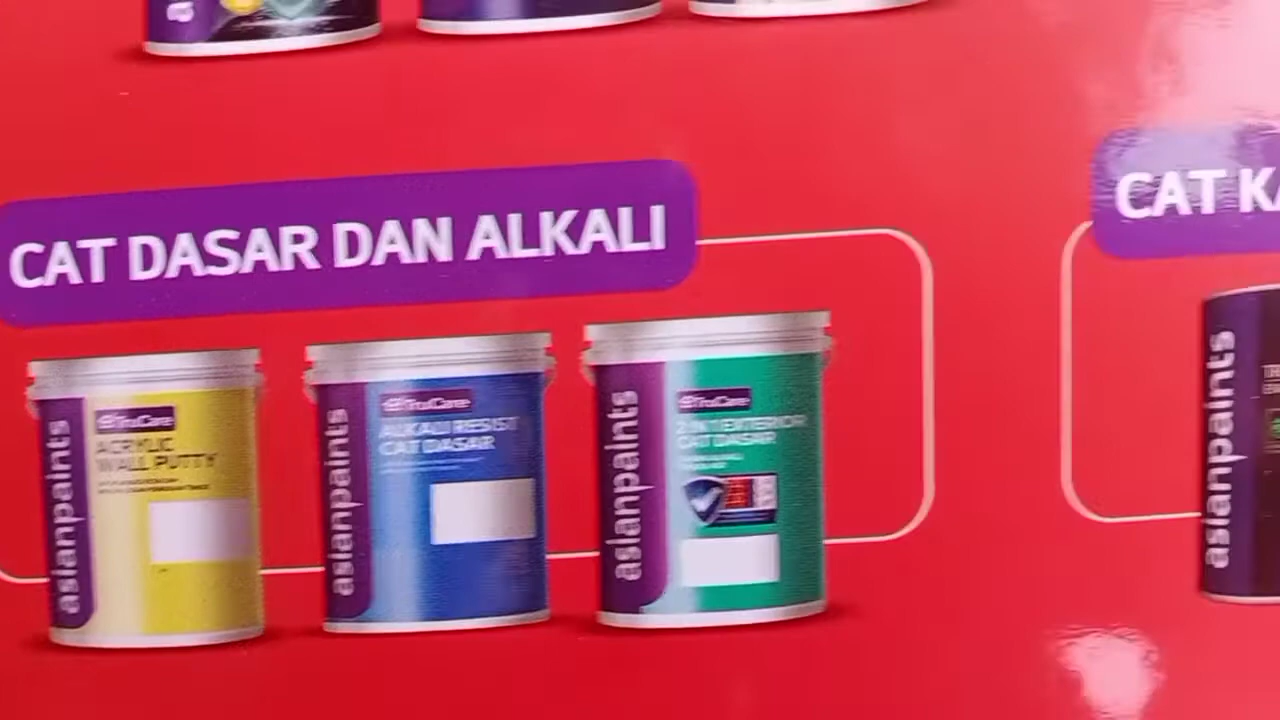 CAT DASAR DAN ALKALI
CAT KA
asianpaints
TruCare
ACRYLIC
WALL PUTTY
asianpaints
TruCare
ALKALI RESIST
CAT DASAR
asianpaints
TruCare
2 IN 1 EXTERIOR
CAT DASAR
asianpaints